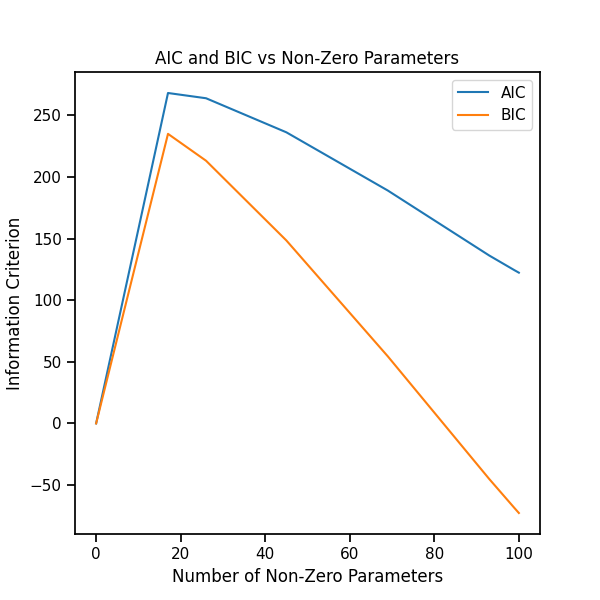 AIC and BIC vs Non-Zero Parameters
AIC
BIC
Information Criterion
250
200
150
100
50
0
−50
0 20 40 60 80 100
Number of Non-Zero Parameters